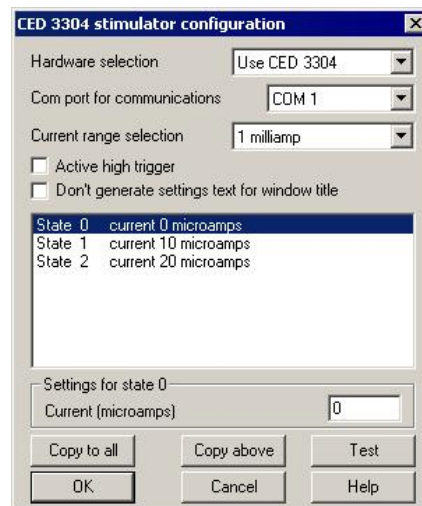 CED 3304 stimulator configuration
Hardware selection Use CED 3304
Com port for communications COM 1
Current range selection 1 milliamp
Active high trigger
Don't generate settings text for window title
State 0 current 0 microamps
State 1 current 10 microamps
State 2 current 20 microamps
Settings for state 0
Current (microamps) 0
Copy to all Copy above Test
OK Cancel Help